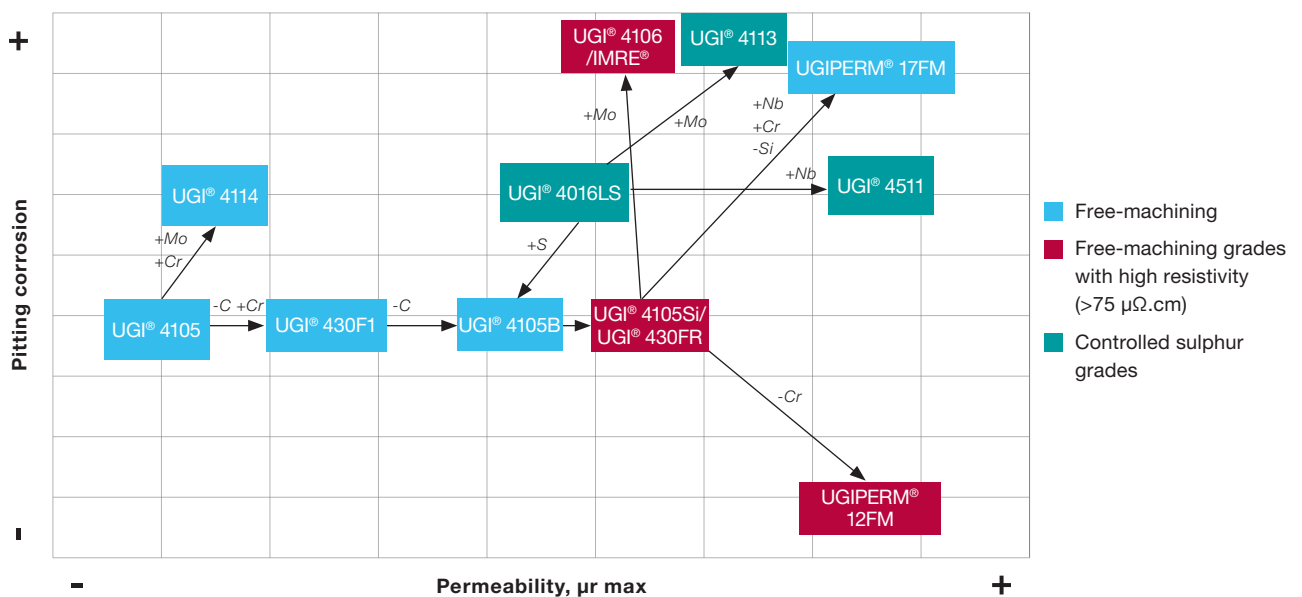 +
UGI® 4106
/IMRE®
UGI® 4113
UGIPERM® 17FM
+Nb
+Cr
-Si
+Mo
+Mo
UGI® 4114
UGI® 4016LS
+Nb
UGI® 4511
+Mo
+Cr
+S
UGI® 4105
-C +Cr
UGI® 430F1
-C
UGI® 4105B
UGI® 4105Si/
UGI® 430FR
-Cr
UGIPERM®
12FM
Pitting corrosion
-
-
Permeability, µr max
+
Free-machining
Free-machining grades
with high resistivity
(>75 µΩ.cm)
Controlled sulphur
grades